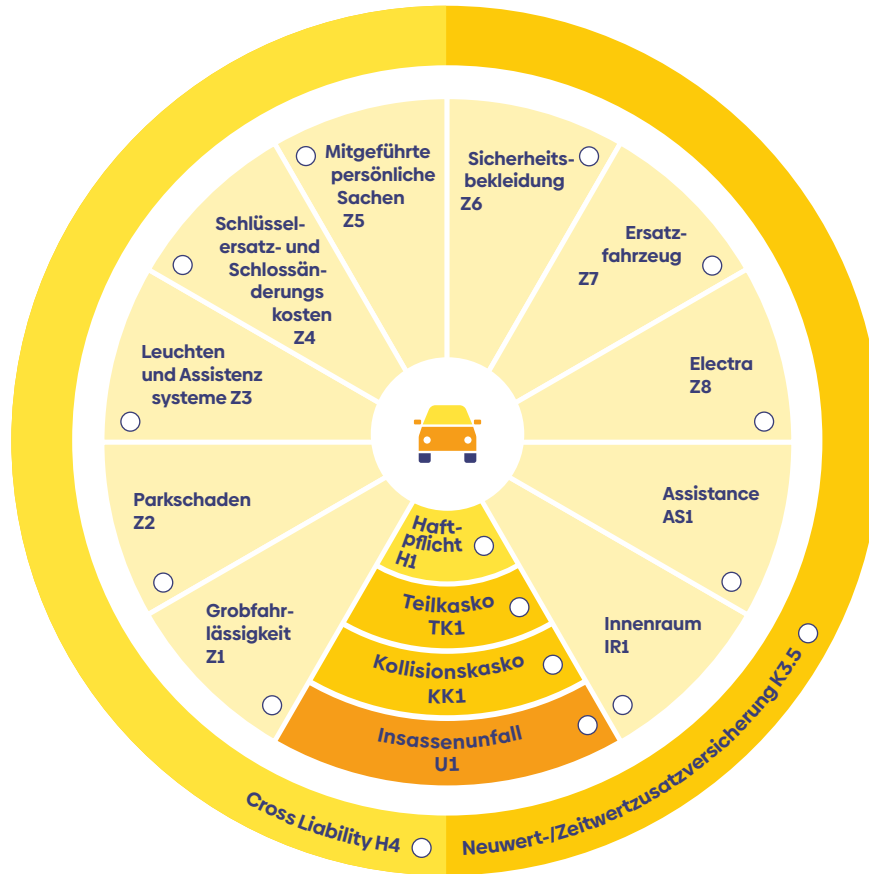 Mitgeführte
persönliche
Sachen
Z5
Sicherheits-
bekleidung
Z6
Schlüssel-
ersatz- und
Schlossän-
derungs
kosten
Z4
Ersatz-
fahrzeug
Z7
Leuchten
und Assistenz
systeme Z3
Electra
Z8
Parkschaden
Z2
Assistance
AS1
Grobfahr-
lässigkeit
Z1
Innenraum
IR1
Haft-
pflicht
H1
Teilkasko
TK1
Kollisionskasko
KK1
Insassenunfall
U1
Cross Liability H4
Neuwert-/Zeitwertzusatzversicherung K3.5